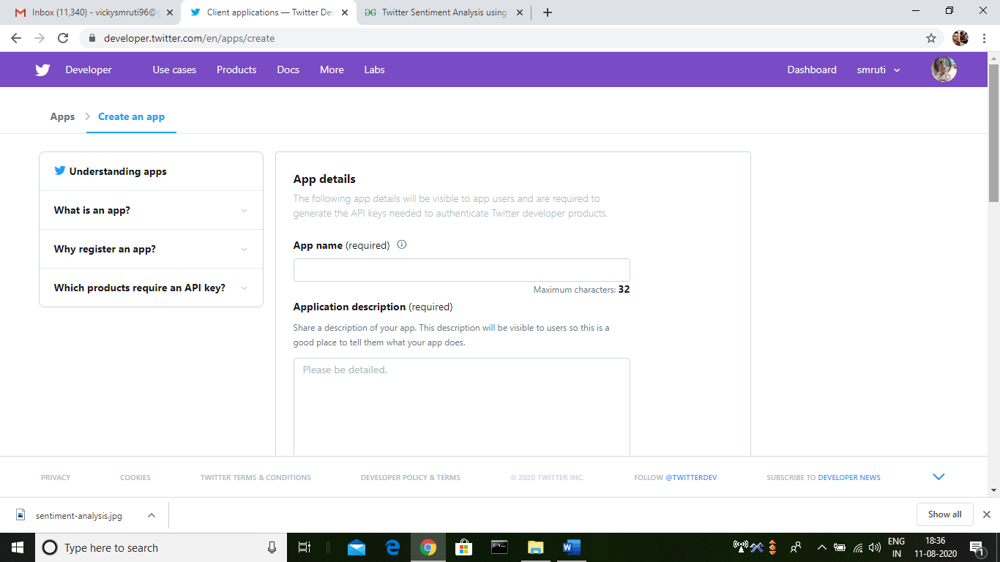 Inbox (11,340) - vickysmruti96@g
Client applications — Twitter Dev
Twitter Sentiment Analysis using
developer.twitter.com/en/apps/create
Developer Use cases Products Docs More Labs Dashboard smruti
Apps Create an app
Understanding apps
What is an app?
Why register an app?
Which products require an API key?
App details
The following app details will be visible to app users and are required to
generate the API keys needed to authenticate Twitter developer products.
App name (required)
Maximum characters: 32
Application description (required)
Share a description of your app. This description will be visible to users so this is a
good place to tell them what your app does.
Please be detailed.
PRIVACY COOKIES TWITTER TERMS & CONDITIONS DEVELOPER POLICY & TERMS © 2020 TWITTER INC. FOLLOW @TWITTERDEV SUBSCRIBE TO DEVELOPER NEWS
sentiment-analysis.jpg
Show all
Type here to search
ENG
IN
18:36
11-08-2020
1